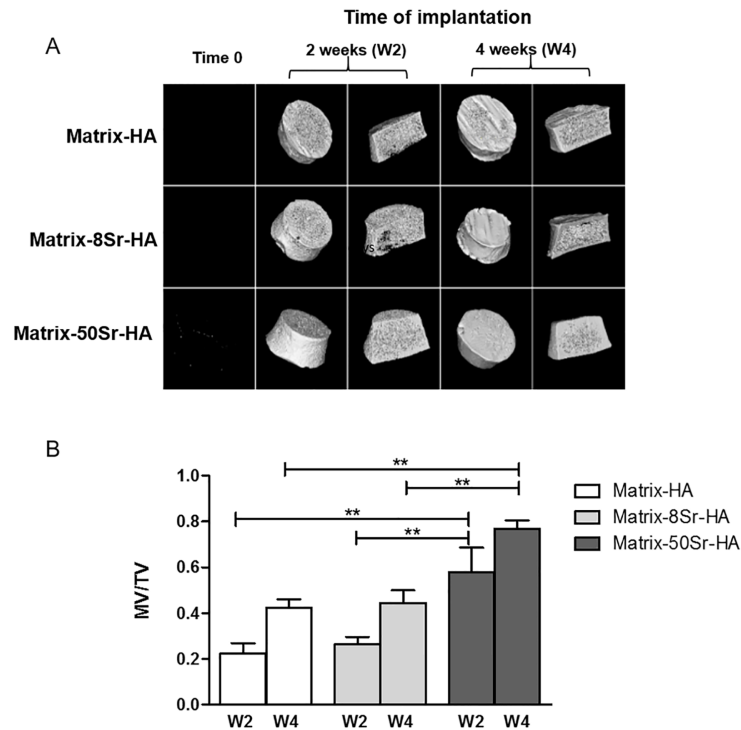 Time of implantation
A
Time 0
2 weeks (W2)
4 weeks (W4)
Matrix-HA
Matrix-8Sr-HA
vs
Matrix-50Sr-HA
B
**
**
**
**
1.0
0.8
0.6
0.4
0.2
0.0
MV/TV
W2 W4 W2 W4 W2 W4
Matrix-HA
Matrix-8Sr-HA
Matrix-50Sr-HA